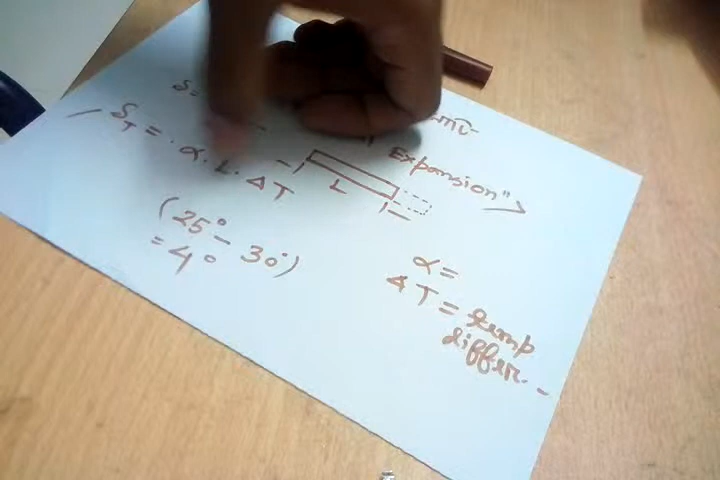 δ=
Expansion"
δT = α. L. ΔT
L
(25° - 30°)
= 4°
α =
ΔT = temp
differ...